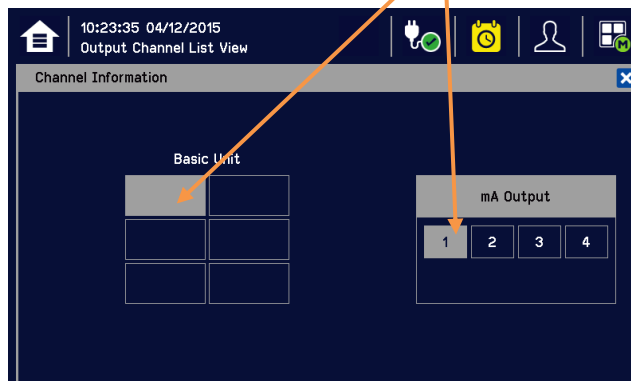 10:23:35 04/12/2015
Output Channel List View
M
Channel Information
Basic Unit
mA Output
1 2 3 4